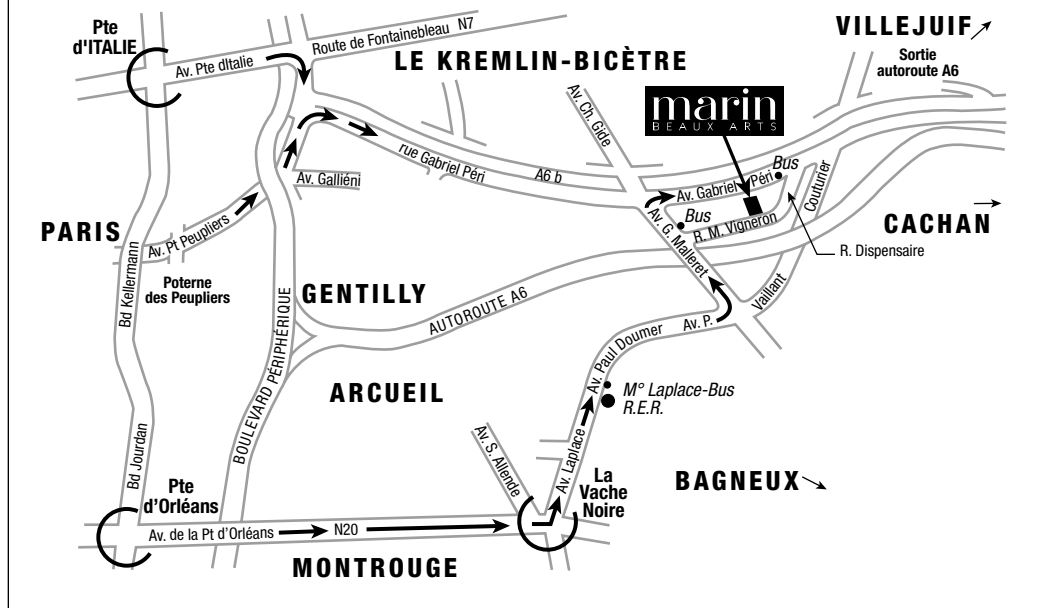 Pte
d'ITALIE
Av. Pte dItalie
Route de Fontainebleau N7
VILLEJUIF
Sortie
autoroute A6
LE KREMLIN-BICÈTRE
marin
BEAUX ARTS
Av. Ch. Gide
rue Gabriel Péri
A6 b
Av. Galliéni
Av. Gabriel Péri
Bus
Couturier
PARIS
Av. Pt Peupliers
Bus
R. M. Vigneron
CACHAN
R. Dispensaire
Av. G. Malleret
Poterne
des Peupliers
Bd Kellermann
GENTILLY
AUTOROUTE A6
Vaillant
BOULEVARD PÉRIPHÉRIQUE
Av. P.
Av. Paul Doumer
ARCUEIL
M° Laplace-Bus
R.E.R.
Av. S. Allende
Av. Laplace
La
Vache
Noire
BAGNEUX
Bd Jourdan
Pte
d’Orléans
Av. de la Pt d’Orléans
N20
MONTROUGE